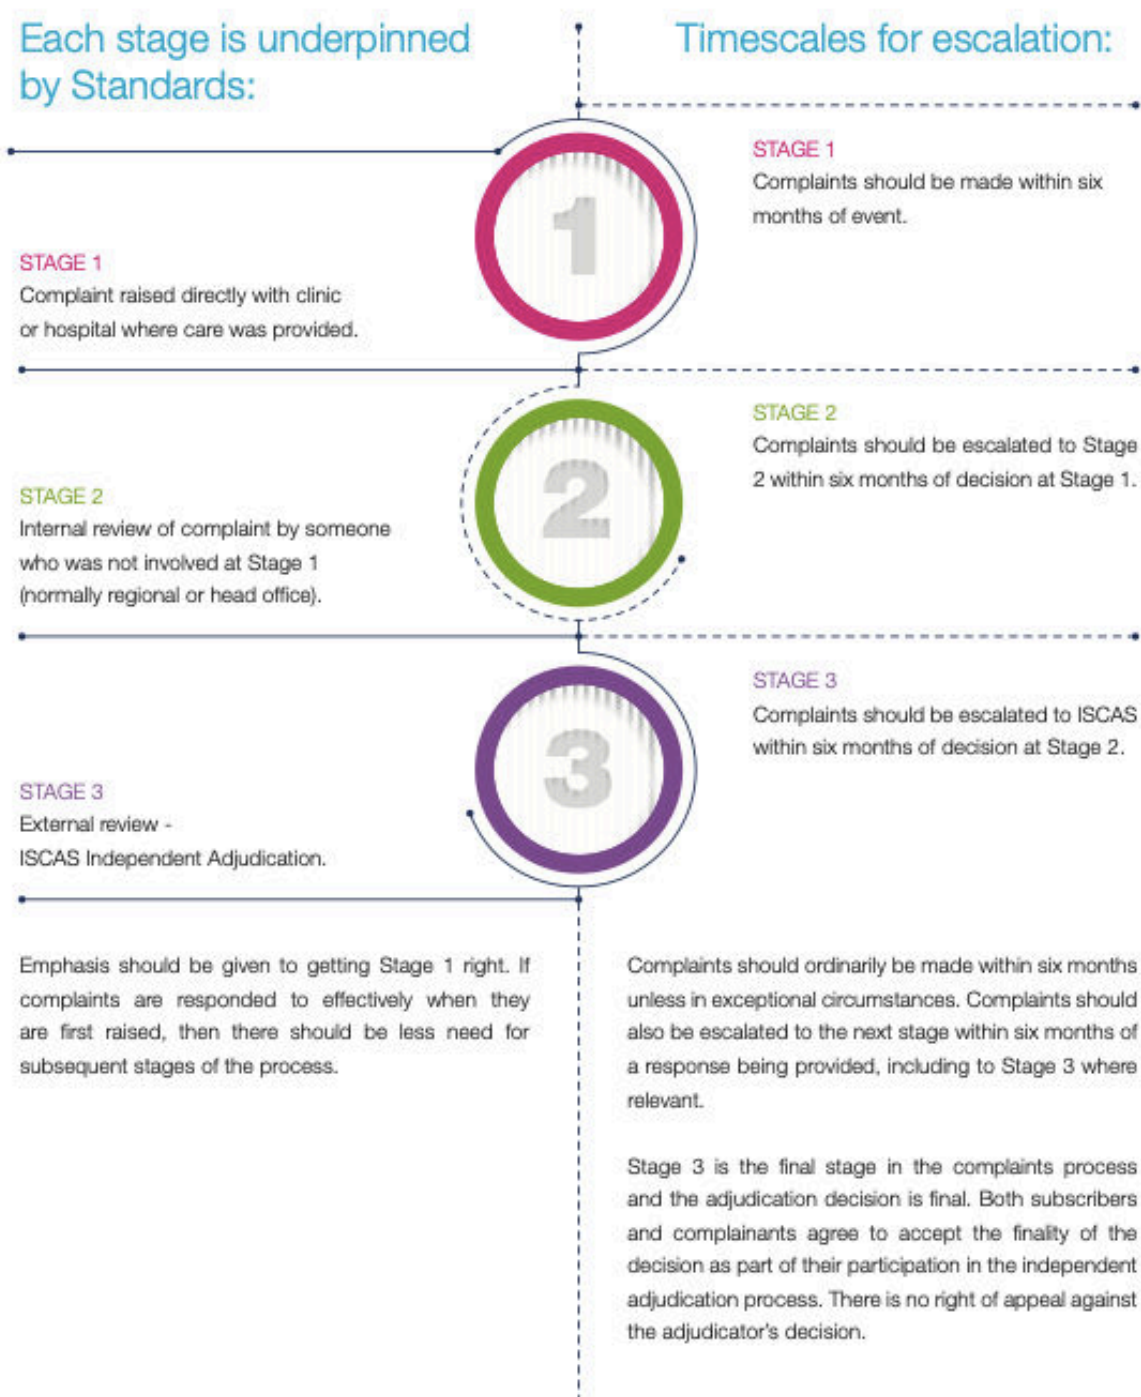 Each stage is underpinned
by Standards:
Timescales for escalation:
1
STAGE 1
Complaints should be made within six
months of event.
STAGE 1
Complaint raised directly with clinic
or hospital where care was provided.
2
STAGE 2
Complaints should be escalated to Stage
2 within six months of decision at Stage 1.
STAGE 2
Internal review of complaint by someone
who was not involved at Stage 1
(normally regional or head office).
3
STAGE 3
Complaints should be escalated to ISCAS
within six months of decision at Stage 2.
STAGE 3
External review -
ISCAS Independent Adjudication.
Emphasis should be given to getting Stage 1 right. If
complaints are responded to effectively when they
are first raised, then there should be less need for
subsequent stages of the process.
Complaints should ordinarily be made within six months
unless in exceptional circumstances. Complaints should
also be escalated to the next stage within six months of
a response being provided, including to Stage 3 where
relevant.
Stage 3 is the final stage in the complaints process
and the adjudication decision is final. Both subscribers
and complainants agree to accept the finality of the
decision as part of their participation in the independent
adjudication process. There is no right of appeal against
the adjudicator's decision.